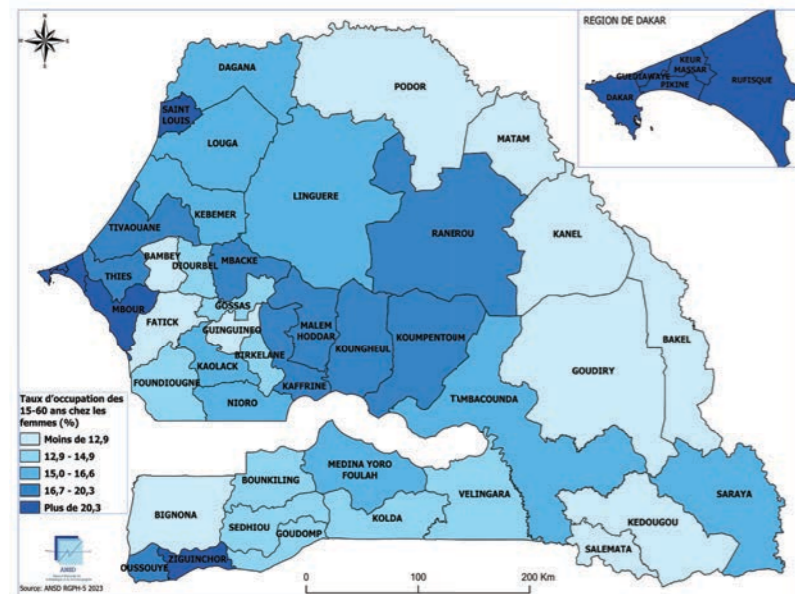 N
DAGANA
PODOR
SAINT
LOUIS
MATAM
LOUGA
LINGUERE
KEBEMER
TIVAOUANE
RANEROU
KANEL
BAMBEY
DIOURBEL
MBACKE
THIES
MBOUR
GOSSAS
FATICK
GUINGUINEO
MALEM
HODDAR
KOUNGHEUL
KOUMPENTOUM
BAKEL
BIRKELANE
GOUDIRY
KAOLACK
FOUNDIOUGNE
KAFFRINE
NIORO
TAMBACOUNDA
MEDINA YORO
FOULAH
BOUNKILING
VELINGARA
SARAYA
BIGNONA
KOLDA
SEDHIOU
GOUDOMP
KEDOUGOU
SALEMATA
ZIGUINCHOR
OUSSOUYE
REGION DE DAKAR
KEUR
MASSAR
GUEDIAWAYE
PIKINE
RUFISQUE
DAKAR
Taux d'occupation des
15-60 ans chez les
femmes (%)
Moins de 12,9
12,9 - 14,9
15,0 - 16,6
16,7 - 20,3
Plus de 20,3
ANSD
Source: ANSD RGPH-5 2023
0 100 200 Km